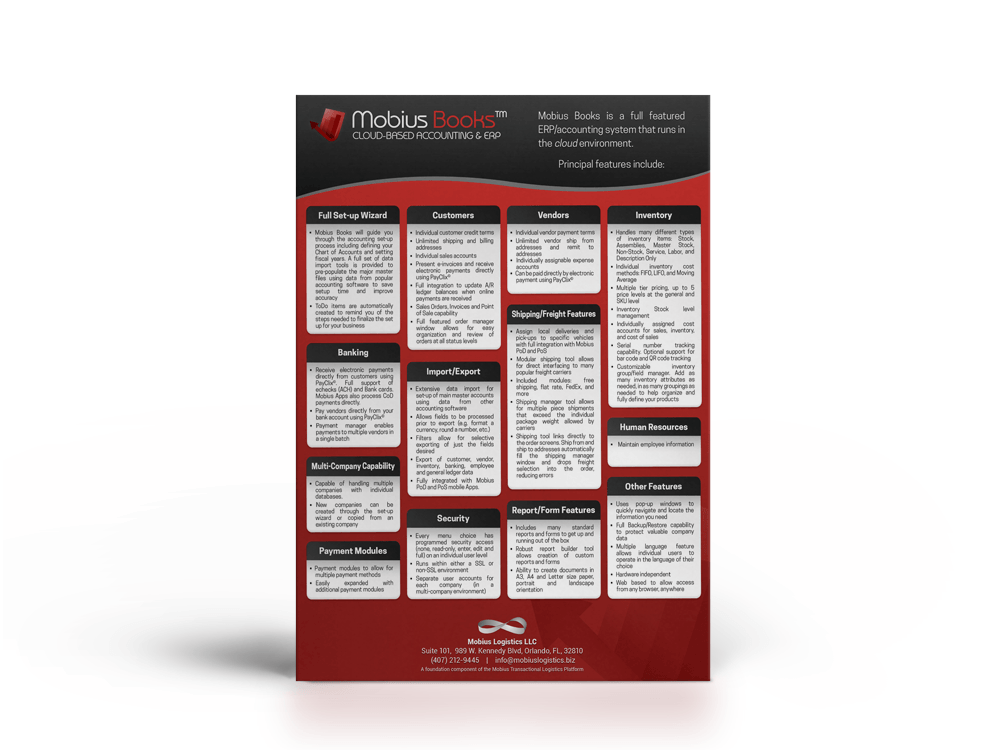 Mobius Books™
CLOUD-BASED ACCOUNTING & ERP
Mobius Books is a full featured
ERP/accounting system that runs in
the cloud environment.
Principal features include:
Full Set-up Wizard
• Mobius Books will guide you
through the accounting set-up
process including defining your
Chart of Accounts and setting
fiscal years. A full set of data
import tools is provided to
pre-populate the major master
files using data from popular
accounting software to save
setup time and improve
accuracy
• ToDo items are automatically
created to remind you of the
steps needed to finalize the set
up for your business
Banking
• Receive electronic payments
directly from customers using
PayClix®. Full support of
echecks (ACH) and Bank cards.
Mobius Apps also process CoD
payments directly.
• Pay vendors directly from your
bank account using PayClix®
• Payment manager enables
payments to multiple vendors in
a single batch
Multi-Company Capability
• Capable of handling multiple
companies with individual
databases.
• New companies can be
created through the set-up
wizard or copied from an
existing company
Payment Modules
• Payment modules to allow for
multiple payment methods
• Easily expanded with
additional payment modules
Customers
• Individual customer credit terms
• Unlimited shipping and billing
addresses
• Individual sales accounts
• Present e-invoices and receive
electronic payments directly
using PayClix®
• Full integration to update A/R
ledger balances when online
payments are received
• Sales Orders, Invoices and Point
of Sale capability
• Full featured order manager
window allows for easy
organization and review of
orders at all status levels
Import/Export
• Extensive data import for
set-up of main master accounts
using data from other
accounting software
• Allows fields to be processed
prior to export (e.g. format a
currency, round a number, etc.)
• Filters allow for selective
exporting of just the fields
desired
• Export of customer, vendor,
inventory, banking, employee
and general ledger data
• Fully integrated with Mobius
PoD and PoS mobile Apps.
Security
• Every menu choice has
programmed security access
(none, read-only, enter, edit and
full) on an individual user level
• Runs within either a SSL or
non-SSL environment
• Separate user accounts for
each company (in a
multi-company environment)
Vendors
• Individual vendor payment terms
• Unlimited vendor ship from
addresses and remit to
addresses
• Individually assignable expense
accounts
• Can be paid directly by electronic
payment using PayClix®
Shipping/Freight Features
• Assign local deliveries and
pick-ups to specific vehicles
with full integration with Mobius
PoD and PoS
• Modular shipping tool allows
for direct interfacing to many
popular freight carriers
• Included modules: free
shipping, flat rate, FedEx, and
more
• Shipping manager tool allows
for multiple piece shipments
that exceed the individual
package weight allowed by
carriers
• Shipping tool links directly to
the order screens. Ship from and
ship to addresses automatically
fill the shipping manager
window and drops freight
selection into the order,
reducing errors
Report/Form Features
• Includes many standard
reports and forms to get up and
running out of the box
• Robust report builder tool
allows creation of custom
reports and forms
• Ability to create documents in
A3, A4 and Letter size paper,
portrait and landscape
orientation
Inventory
• Handles many different types
of inventory items: Stock,
Assemblies, Master Stock,
Non-Stock, Service, Labor, and
Description Only
• Individual inventory cost
methods: FIFO, LIFO, and Moving
Average
• Multiple tier pricing, up to 5
price levels at the general and
SKU level
• Inventory Stock level
management
• Individually assigned cost
accounts for sales, inventory,
and cost of sales
• Serial number tracking
capability. Optional support for
bar code and QR code tracking
• Customizable inventory
group/field manager. Add as
many inventory attributes as
needed, in as many groupings as
needed to help organize and
fully define your products
Human Resources
• Maintain employee information
Other Features
• Uses pop-up windows to
quickly navigate and locate the
information you need
• Full Backup/Restore capability
to protect valuable company
data
• Multiple language feature
allows individual users to
operate in the language of their
choice
• Hardware independent
• Web based to allow access
from any browser, anywhere
Mobius Logistics LLC
Suite 101, 989 W. Kennedy Blvd, Orlando, FL, 32810
(407) 212-9445 | info@mobiuslogistics.biz
A foundation component of the Mobius Transactional Logistics Platform